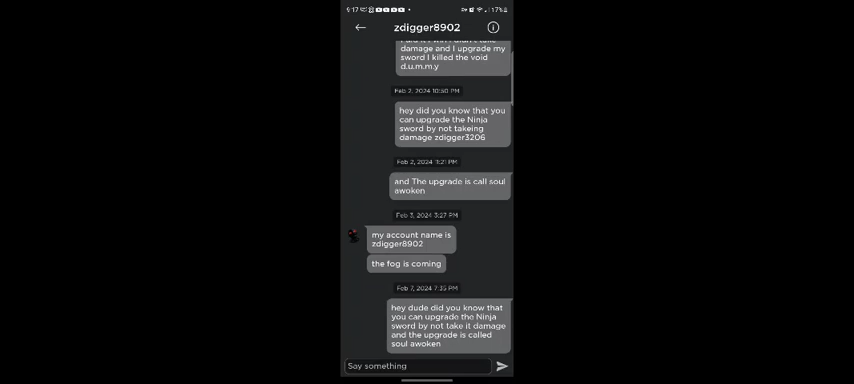 9:17
17%
zdigger8902
damage and I upgrade my
sword I killed the void
d.u.m.m.y
Feb 2, 2024 10:50 PM
hey did you know that you
can upgrade the Ninja
sword by not takeing
damage zdigger3206
Feb 2, 2024 11:21 PM
and The upgrade is call soul
awoken
Feb 3, 2024 3:27 PM
my account name is
zdigger8902
the fog is coming
Feb 7, 2024 7:35 PM
hey dude did you know that
you can upgrade the Ninja
sword by not take it damage
and the upgrade is called
soul awoken
Say something